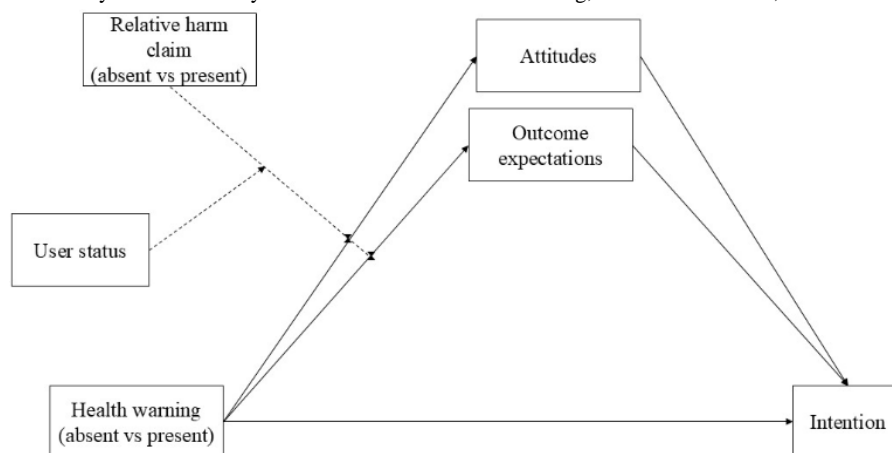 Relative harm
claim
(absent vs present)
Attitudes
Outcome
expectations
User status
Health warning
(absent vs present)
Intention